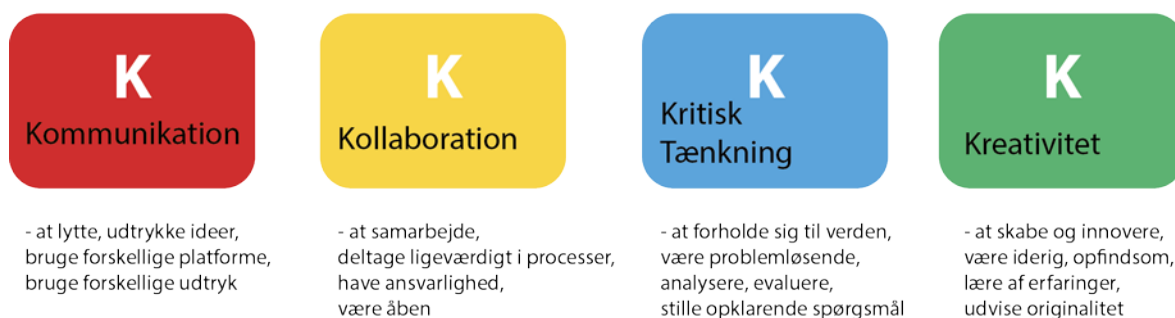 K
Kommunikation
- at lytte, udtrykke ideer,
bruge forskellige platforme,
bruge forskellige udtryk
K
Kollaboration
- at samarbejde,
deltage ligeværdigt i processer,
have ansvarlighed,
være åben
K
Kritisk
Tænkning
- at forholde sig til verden,
være problemløsende,
analysere, evaluere,
stille opklarende spørgsmål
K
Kreativitet
- at skabe og innovere,
være iderig, opfindsom,
lære af erfaringer,
udvise originalitet